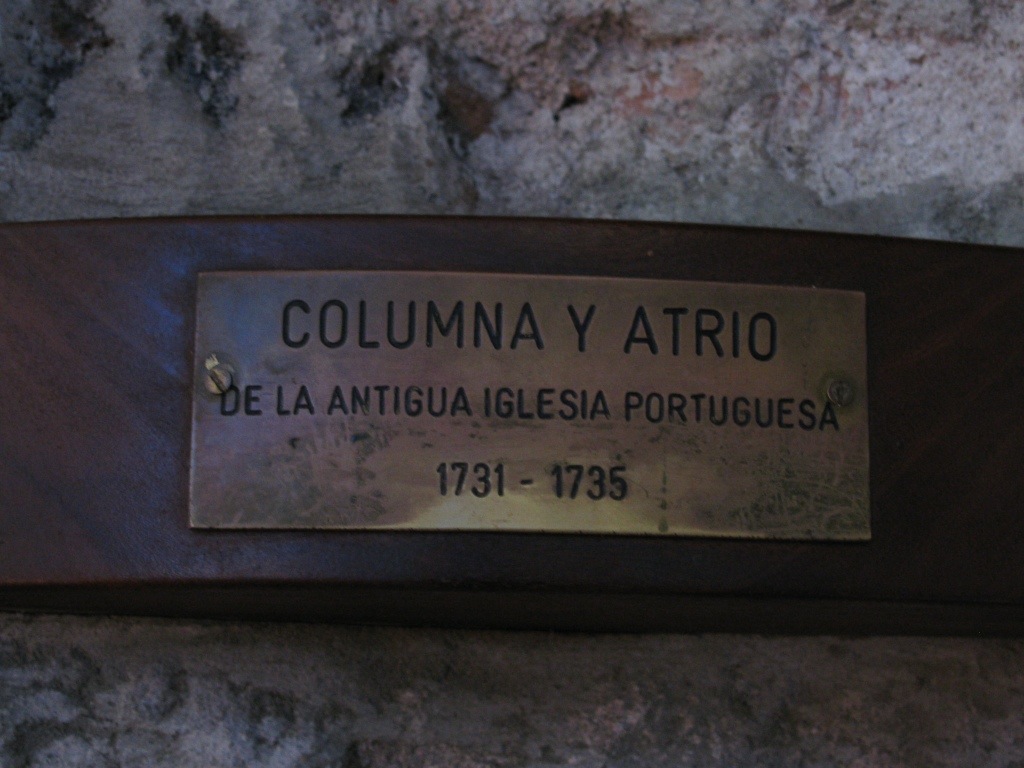 COLUMNA Y ATRIO
DE LA ANTIGUA IGLESIA PORTUGUESA
1731 - 1735